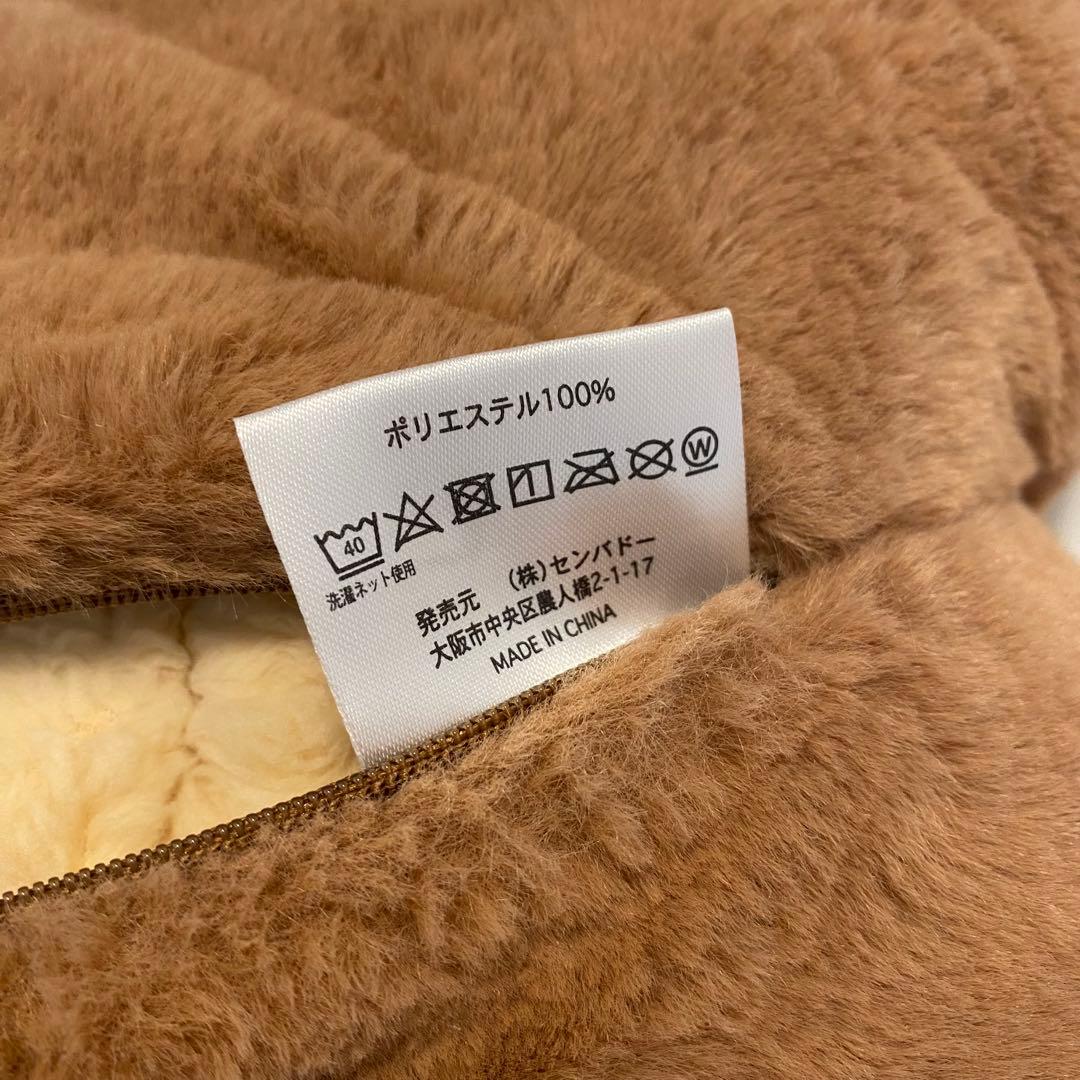 ポリエステル100%
40
W
洗濯ネット使用
発売元 (株)センバドー
大阪市中央区農人橋2-1-17
MADE IN CHINA